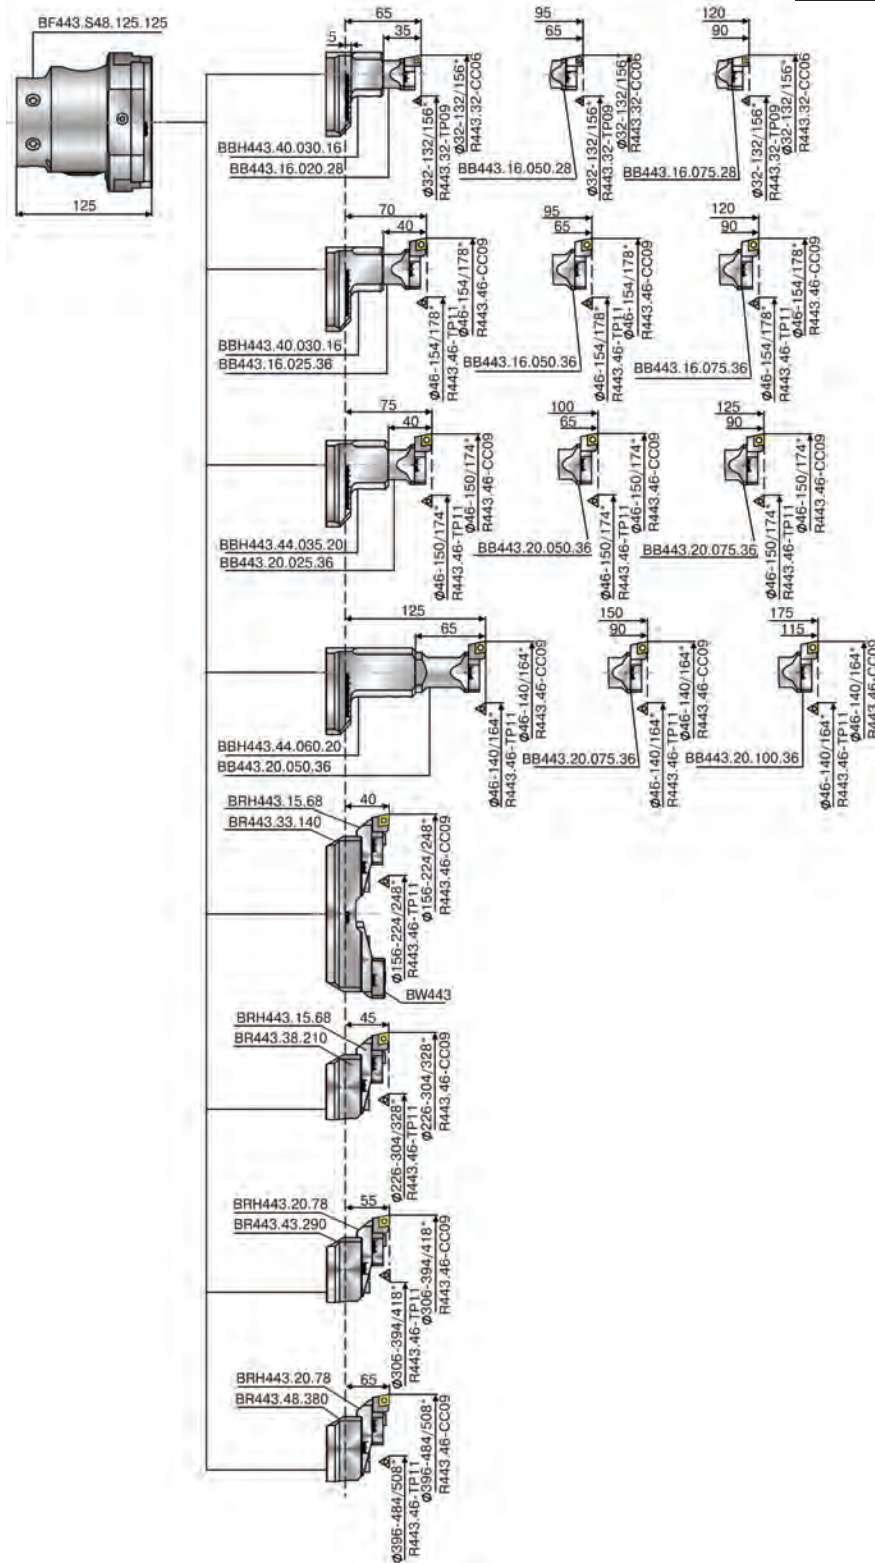 BF443.S48.125.125
125
65
35
5
BBH443.40.030.16
BB443.16.020.28
Ø32-132/156*
R443.32-TP09
Ø32-132/156*
R443.32-CC06
95
65
BB443.16.050.28
Ø32-132/156*
R443.32-TP09
Ø32-132/156*
R443.32-CC06
120
90
BB443.16.075.28
Ø32-132/156*
R443.32-TP09
Ø32-132/156*
R443.32-CC06
70
40
BBH443.40.030.16
BB443.16.025.36
Ø46-154/178*
R443.46-TP11
Ø46-154/178*
R443.46-CC09
95
65
BB443.16.050.36
Ø46-154/178*
R443.46-TP11
Ø46-154/178*
R443.46-CC09
120
90
BB443.16.075.36
Ø46-154/178*
R443.46-TP11
Ø46-154/178*
R443.46-CC09
75
40
BBH443.44.035.20
BB443.20.025.36
Ø46-150/174*
R443.46-TP11
Ø46-150/174*
R443.46-CC09
100
65
BB443.20.050.36
Ø46-150/174*
R443.46-TP11
Ø46-150/174*
R443.46-CC09
125
90
BB443.20.075.36
Ø46-150/174*
R443.46-TP11
Ø46-150/174*
R443.46-CC09
125
65
BBH443.44.060.20
BB443.20.050.36
Ø46-140/164*
R443.46-TP11
Ø46-140/164*
R443.46-CC09
150
90
BB443.20.075.36
Ø46-140/164*
R443.46-TP11
Ø46-140/164*
R443.46-CC09
175
115
BB443.20.100.36
Ø46-140/164*
R443.46-TP11
Ø46-140/164*
R443.46-CC09
BRH443.15.68
BR443.33.140
40
Ø156-224/248*
R443.46-TP11
Ø156-224/248*
R443.46-CC09
BW443
BRH443.15.68
BR443.38.210
45
Ø226-304/328*
R443.46-TP11
Ø226-304/328*
R443.46-CC09
BRH443.20.78
BR443.43.290
55
Ø306-394/418*
R443.46-TP11
Ø306-394/418*
R443.46-CC09
BRH443.20.78
BR443.48.380
65
Ø396-484/508*
R443.46-TP11
Ø396-484/508*
R443.46-CC09